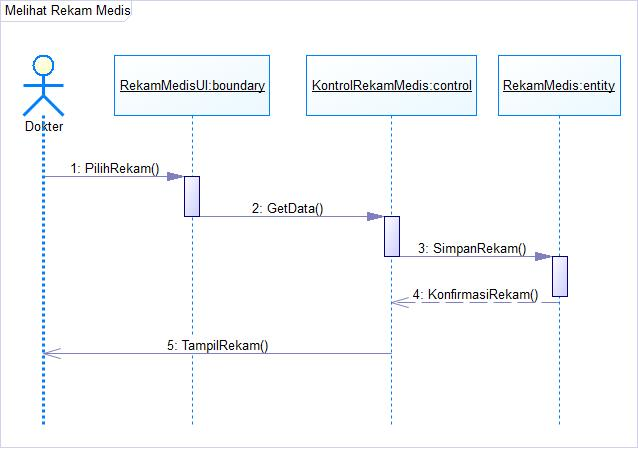 Melihat Rekam Medis
RekamMedisUI:boundary
KontrolRekamMedis:control
RekamMedis:entity
Dokter
1: PilihRekam()
2: GetData()
3: SimpanRekam()
4: KonfirmasiRekam()
5: TampilRekam()